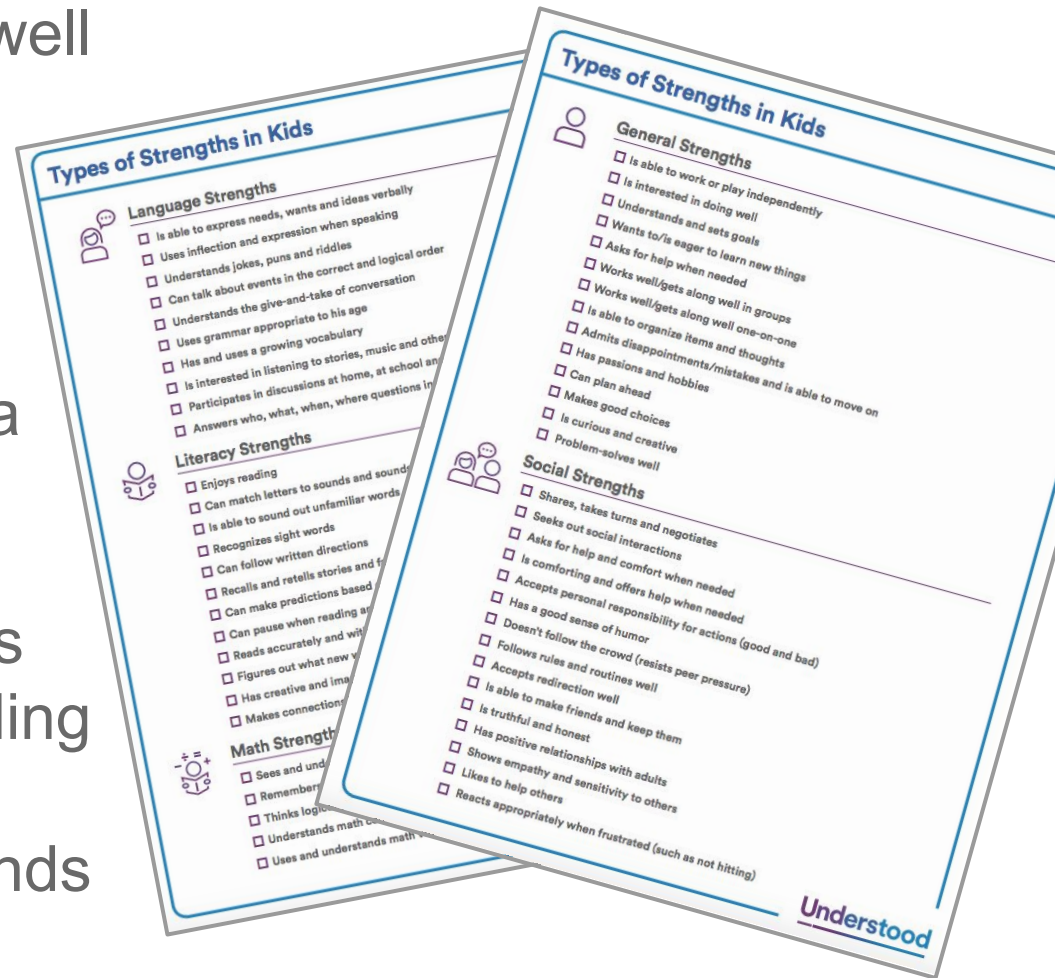 well
a
s
ling
nds
Types of Strengths in Kids
Language Strengths
Is able to express needs, wants and ideas verbally
Uses inflection and expression when speaking
Understands jokes, puns and riddles
Can talk about events in the correct and logical order
Understands the give-and-take of conversation
Uses grammar appropriate to his age
Has and uses a growing vocabulary
Is interested in listening to stories, music and other
Participates in discussions at home, at school an
Answers who, what, when, where questions in
Literacy Strengths
Enjoys reading
Can match letters to sounds and sounds
Is able to sound out unfamiliar words
Recognizes sight words
Can follow written directions
Recalls and retells stories and f
Can make predictions based
Can pause when reading a
Reads accurately and wit
Figures out what new
Has creative and ima
Makes connection
Math Strength
Sees and und
Remembers
Thinks logic
Understands math
Uses and understands math
Types of Strengths in Kids
General Strengths
Is able to work or play independently
Is interested in doing well
Understands and sets goals
Wants to/is eager to learn new things
Asks for help when needed
Works well/gets along well in groups
Works well/gets along well one-on-one
Is able to organize items and thoughts
Admits disappointments/mistakes and is able to move on
Has passions and hobbies
Can plan ahead
Makes good choices
Is curious and creative
Problem-solves well
Social Strengths
Shares, takes turns and negotiates
Seeks out social interactions
Asks for help and comfort when needed
Is comforting and offers help when needed
Accepts personal responsibility for actions (good and bad)
Has a good sense of humor
Doesn't follow the crowd (resists peer pressure)
Follows rules and routines well
Accepts redirection well
Is able to make friends and keep them
Is truthful and honest
Has positive relationships with adults
Shows empathy and sensitivity to others
Likes to help others
Reacts appropriately when frustrated (such as not hitting)
Understood